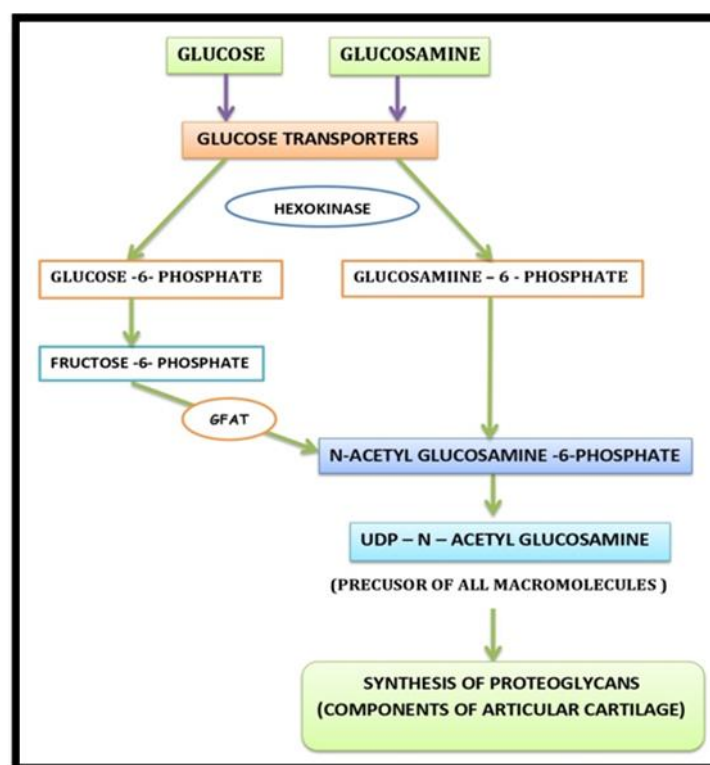 GLUCOSE
GLUCOSAMINE
GLUCOSE TRANSPORTERS
HEXOKINASE
GLUCOSE -6- PHOSPHATE
GLUCOSAMIINE – 6 - PHOSPHATE
FRUCTOSE -6- PHOSPHATE
GFAT
N-ACETYL GLUCOSAMINE -6-PHOSPHATE
UDP – N – ACETYL GLUCOSAMINE
(PRECUSOR OF ALL MACROMOLECULES )
SYNTHESIS OF PROTEOGLYCANS
(COMPONENTS OF ARTICULAR CARTILAGE)